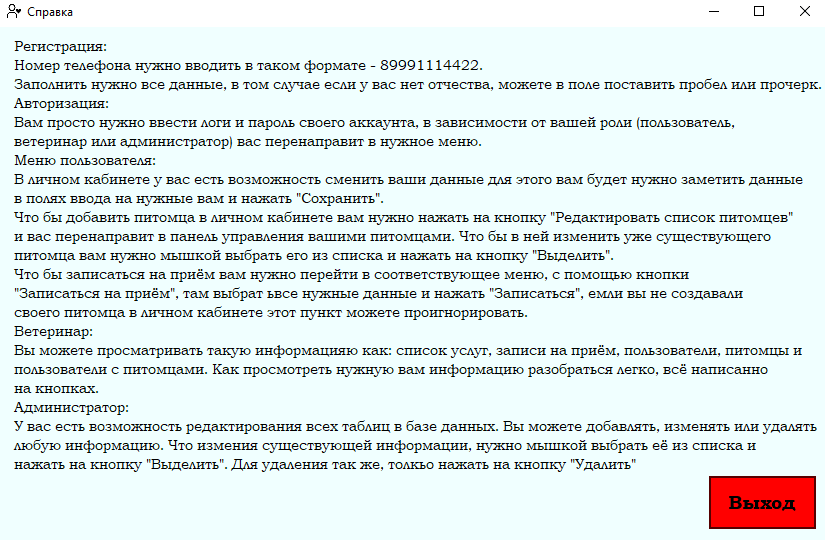 Справка
Регистрация:
Номер телефона нужно вводить в таком формате - 89991114422.
Заполнить нужно все данные, в том случае если у вас нет отчества, можете в поле поставить пробел или прочерк.
Авторизация:
Вам просто нужно ввести логи и пароль своего аккаунта, в зависимости от вашей роли (пользователь,
ветеринар или администратор) вас перенаправит в нужное меню.
Меню пользователя:
В личном кабинете у вас есть возможность сменить ваши данные для этого вам будет нужно заметить данные
в полях ввода на нужные вам и нажать "Сохранить".
Что бы добавить питомца в личном кабинете вам нужно нажать на кнопку "Редактировать список питомцев"
и вас перенаправит в панель управления вашими питомцами. Что бы в ней изменить уже существующего
питомца вам нужно мышкой выбрать его из списка и нажать на кнопку "Выделить".
Что бы записаться на приём вам нужно перейти в соответствующее меню, с помощью кнопки
"Записаться на приём", там выбрат ьвсе нужные данные и нажать "Записаться", емли вы не создавали
своего питомца в личном кабинете этот пункт можете проигнорировать.
Ветеринар:
Вы можете просматривать такую информацияю как: список услуг, записи на приём, пользователи, питомцы и
пользователи с питомцами. Как просмотреть нужную вам информацию разобраться легко, всё написанно
на кнопках.
Администратор:
У вас есть возможность редактирования всех таблиц в базе данных. Вы можете добавлять, изменять или удалять
любую информацию. Что измения существующей информации, нужно мышкой выбрать её из списка и
нажать на кнопку "Выделить". Для удаления так же, толкьо нажать на кнопку "Удалить"
Выход